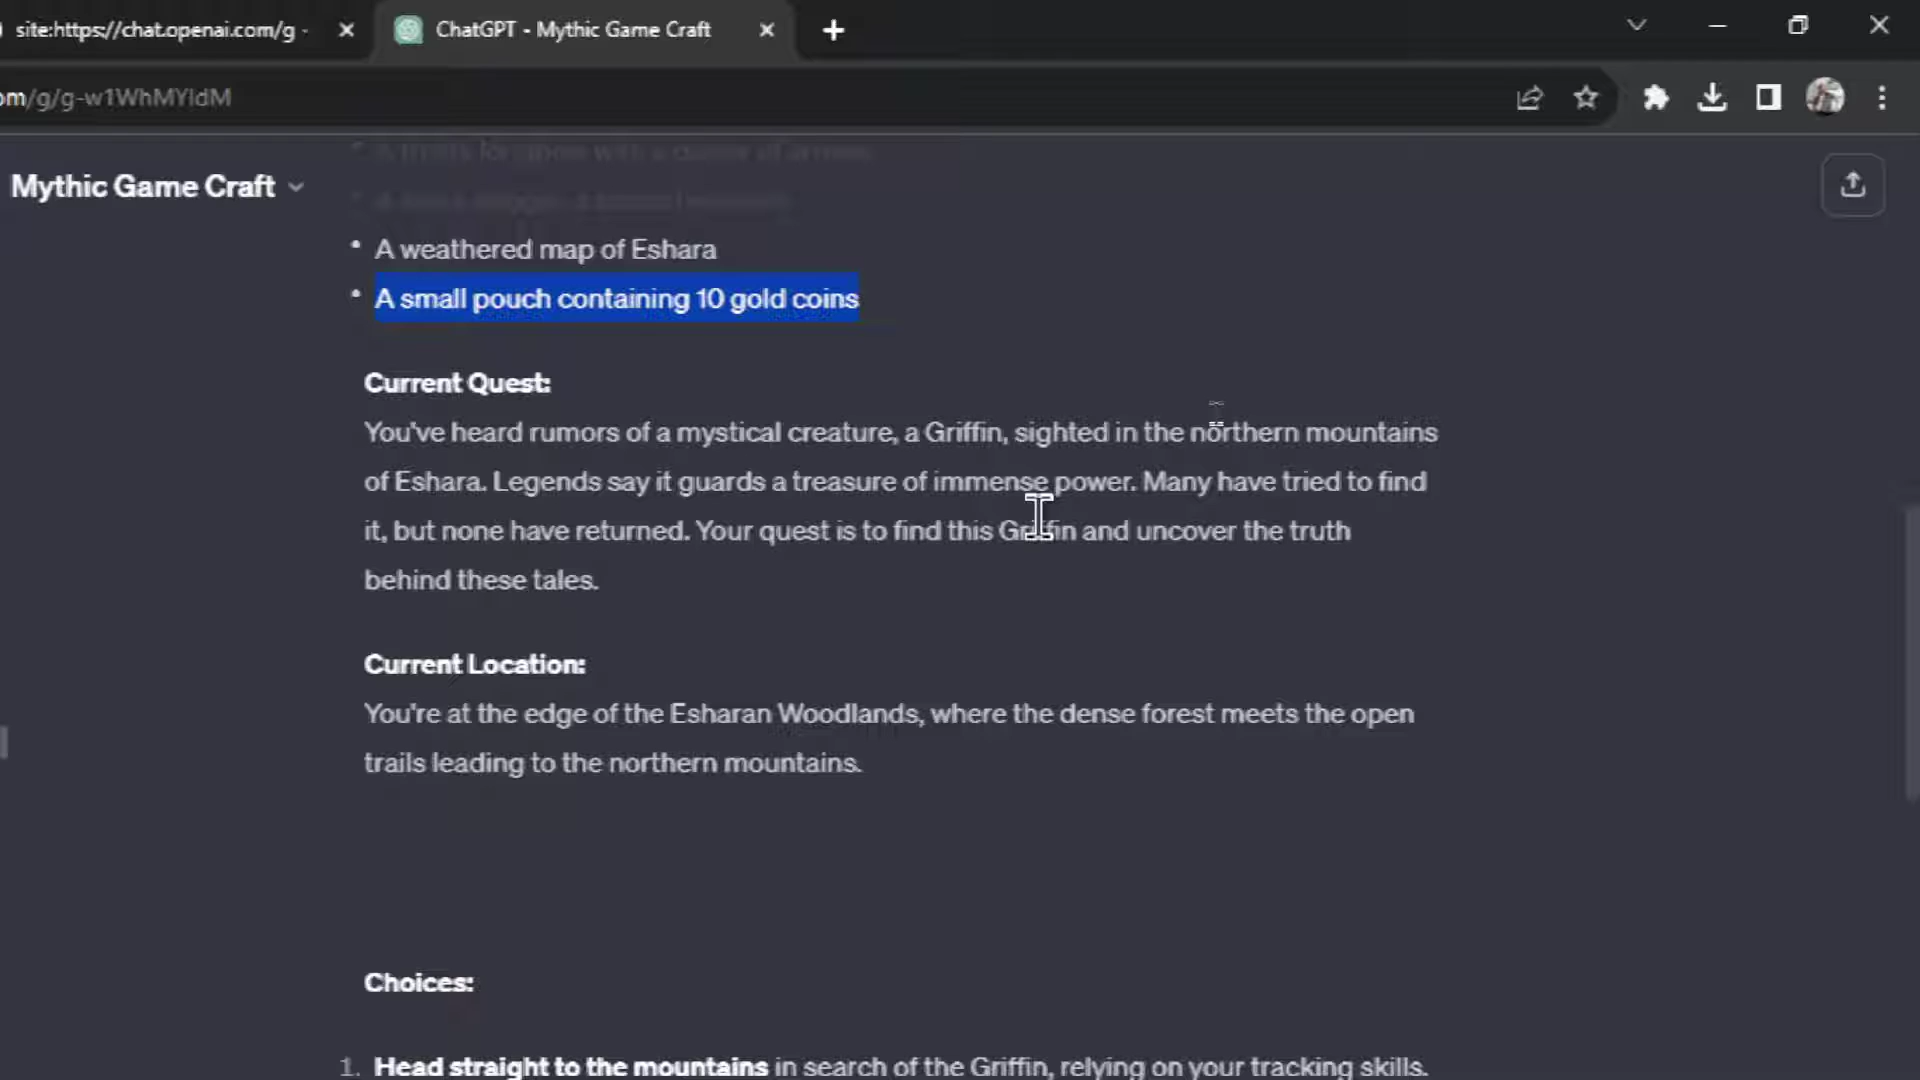 site:https://chat.openai.com/g -
ChatGPT - Mythic Game Craft
om/g/g-w1WhMYIdM
Mythic Game Craft
• A weathered map of Eshara
• A small pouch containing 10 gold coins
Current Quest:
You've heard rumors of a mystical creature, a Griffin, sighted in the northern mountains
of Eshara. Legends say it guards a treasure of immense power. Many have tried to find
it, but none have returned. Your quest is to find this Griffin and uncover the truth
behind these tales.
Current Location:
You're at the edge of the Esharan Woodlands, where the dense forest meets the open
trails leading to the northern mountains.
Choices:
1. Head straight to the mountains in search of the Griffin, relying on your tracking skills.